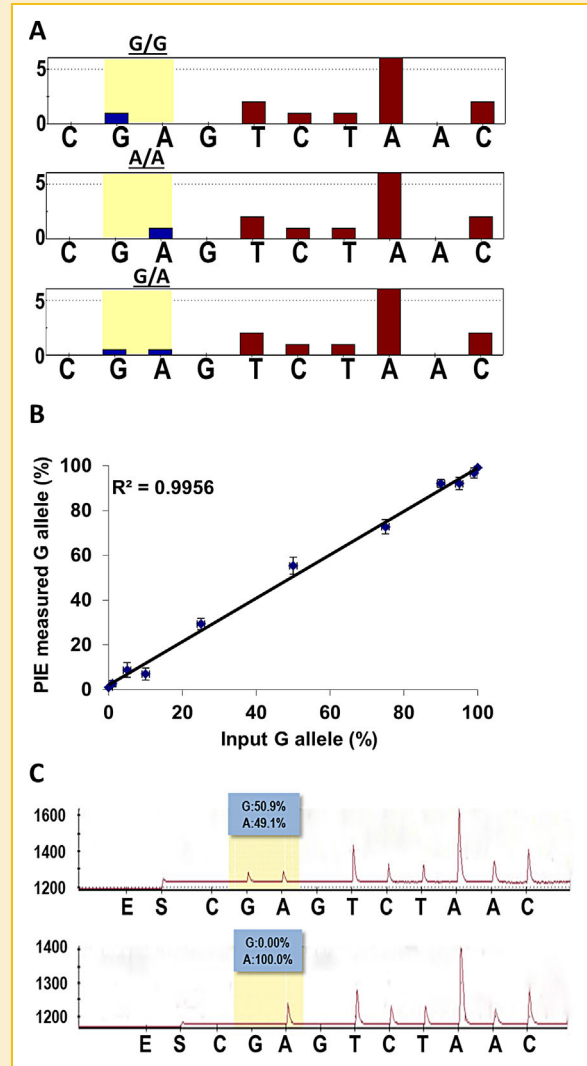 A
G/G
5
0
C G A G T C T A A C
A/A
5
0
C G A G T C T A A C
G/A
5
0
C G A G T C T A A C
B
PIE measured G allele (%)
100
80
60
40
20
0
R² = 0.9956
0 20 40 60 80 100
Input G allele (%)
C
G:50.9%
A:49.1%
1600
1400
1200
E S C G A G T C T A A C
G:0.00%
A:100.0%
1400
1300
1200
E S C G A G T C T A A C